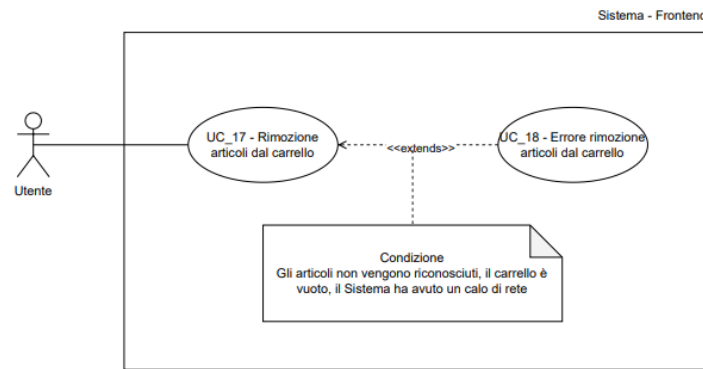 Sistema - Frontend
UC_17 - Rimozione
articoli dal carrello
<<extends>>
UC_18 - Errore rimozione
articoli dal carrello
Utente
Condizione
Gli articoli non vengono riconosciuti, il carrello è
vuoto, il Sistema ha avuto un calo di rete